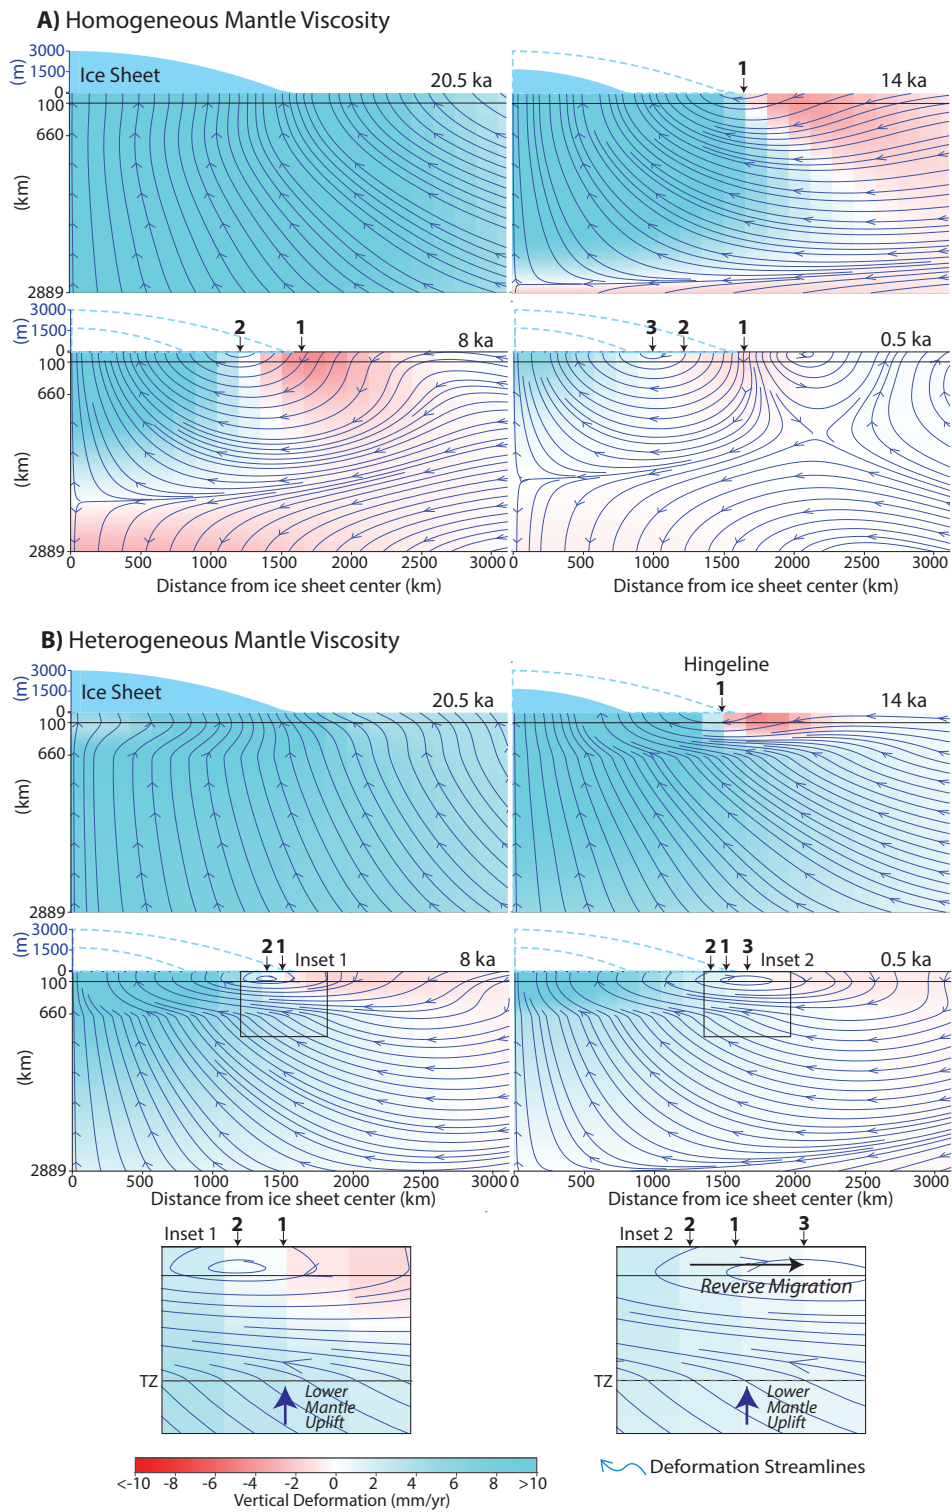 A) Homogeneous Mantle Viscosity
3000
1500
0
(m)
Ice Sheet
20.5 ka
100
660
(km)
2889
1
14 ka
3000
1500
0
(m)
2
1
8 ka
100
660
(km)
2889
3
2
1
0.5 ka
0 500 1000 1500 2000 2500 3000
Distance from ice sheet center (km)
0 500 1000 1500 2000 2500 3000
Distance from ice sheet center (km)
B) Heterogeneous Mantle Viscosity
3000
1500
0
(m)
Ice Sheet
20.5 ka
100
660
(km)
2889
Hingeline
1
14 ka
3000
1500
0
(m)
2 1
Inset 1
8 ka
100
660
(km)
2889
2 1 3
Inset 2
0.5 ka
0 500 1000 1500 2000 2500 3000
Distance from ice sheet center (km)
0 500 1000 1500 2000 2500 3000
Distance from ice sheet center (km)
Inset 1
2
1
TZ
Lower
Mantle
Uplift
Inset 2
2
1
3
Reverse Migration
TZ
Lower
Mantle
Uplift
<-10 -8 -6 -4 -2 0 2 4 6 8 >10
Vertical Deformation (mm/yr)
Deformation Streamlines